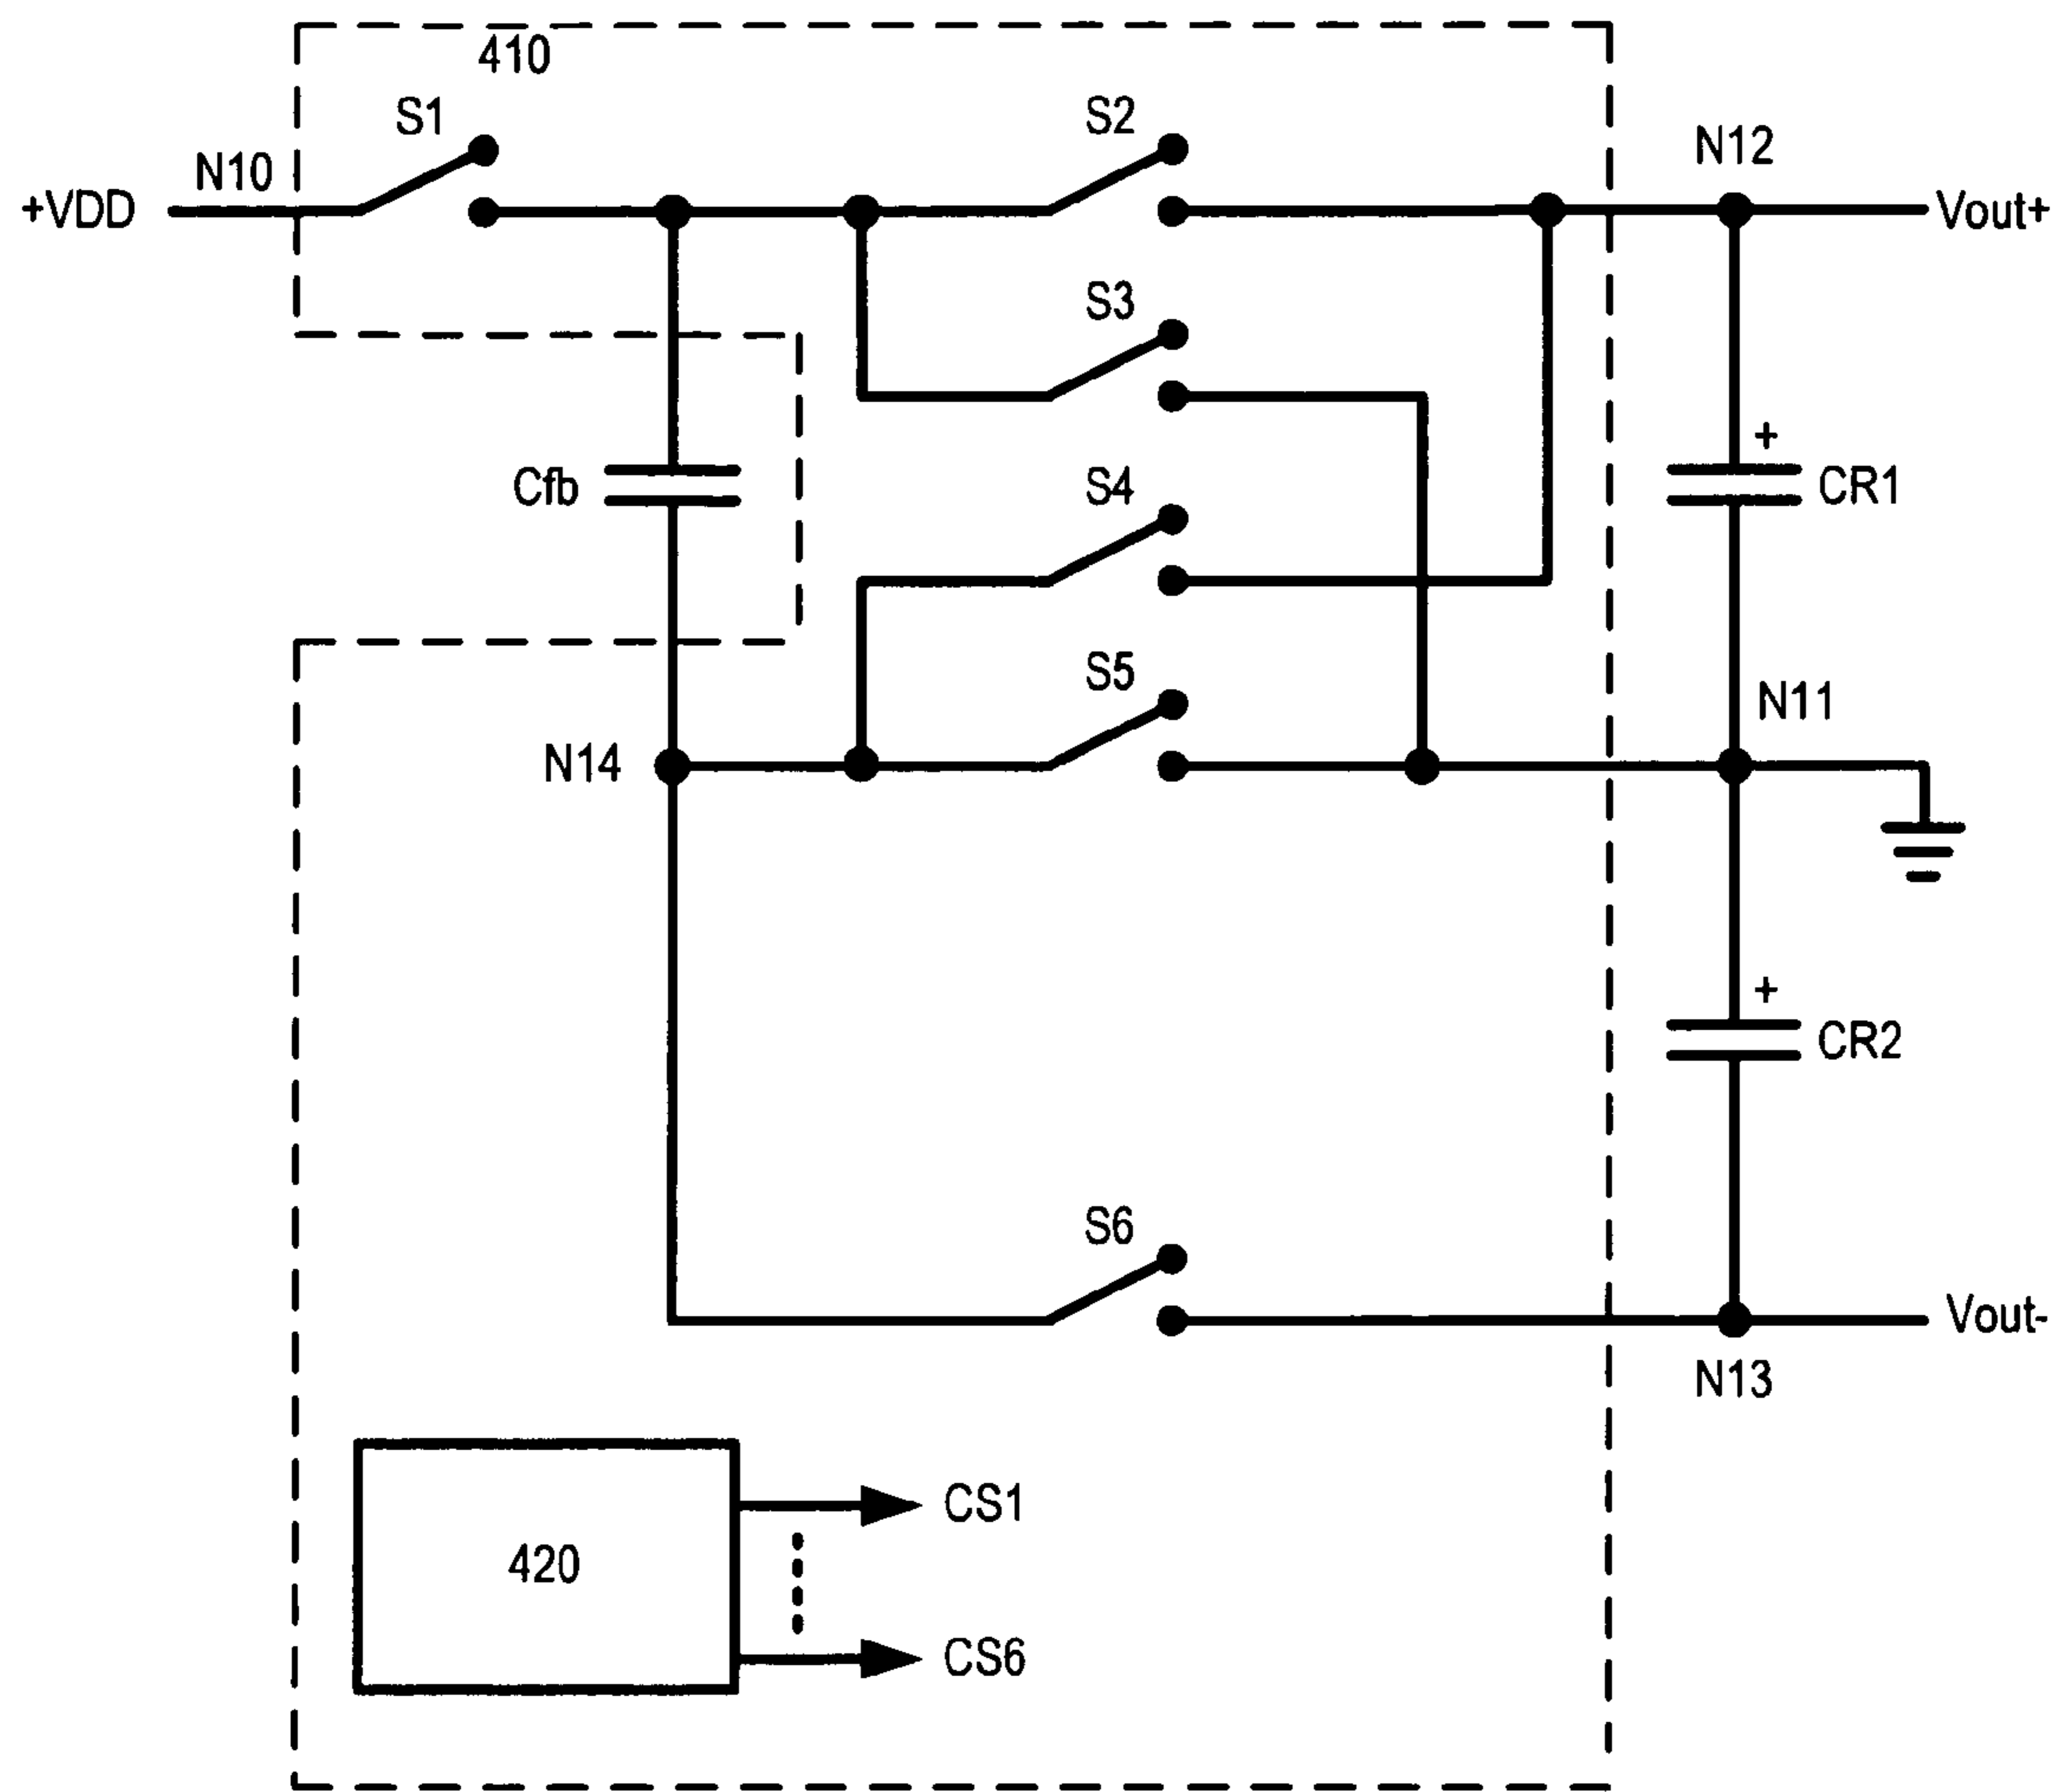 410
S1
S2
N12
N10
+VDD
Vout+
S3
+
Cfb
S4
CR1
S5
N11
N14
+
CR2
S6
Vout-
N13
CS1
420
CS6